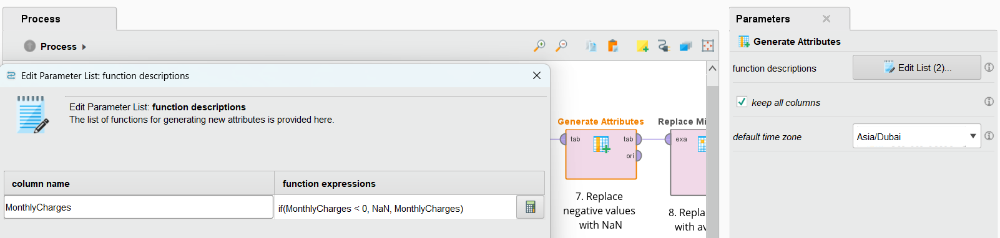 Process
Process
Edit Parameter List: function descriptions
Edit Parameter List: function descriptions
The list of functions for generating new attributes is provided here.
column name
function expressions
MonthlyCharges
if(MonthlyCharges < 0, NaN, MonthlyCharges)
Generate Attributes
tab
tab
ori
7. Replace
negative values
with NaN
Replace Mi
exa
8. Repla
with av
Parameters
Generate Attributes
function descriptions
Edit List (2)...
keep all columns
default time zone
Asia/Dubai